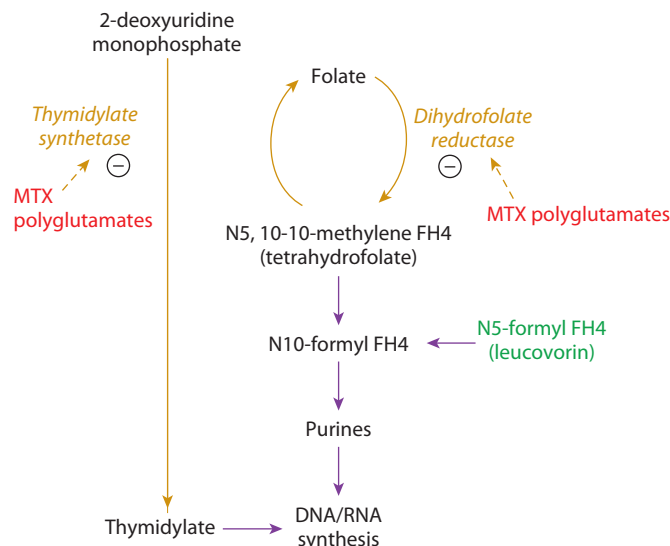 2-deoxyuridine
monophosphate
Folate
Thymidylate
synthetase
Dihydrofolate
reductase
−
−
MTX
polyglutamates
MTX polyglutamates
N5, 10-10-methylene FH4
(tetrahydrofolate)
N10-formyl FH4
N5-formyl FH4
(leucovorin)
Purines
Thymidylate
DNA/RNA
synthesis